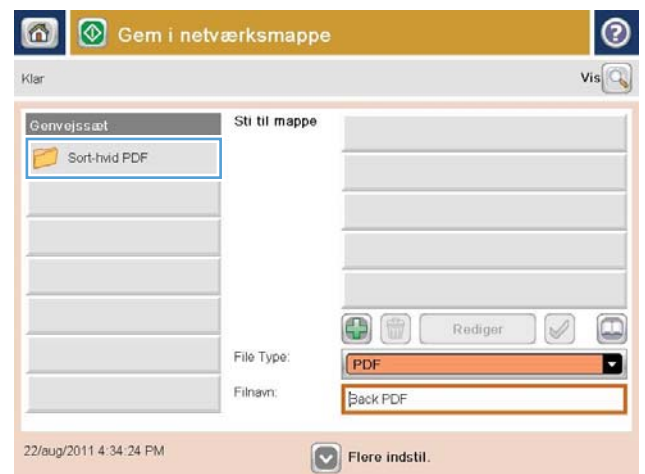 Gem i netværksmappe
Klar
Vis
Genvejssæt
Sort-hvid PDF
Sti til mappe
Rediger
File Type:
PDF
Filnavn:
Back PDF
22/aug/2011 4:34:24 PM
Flere indstil.